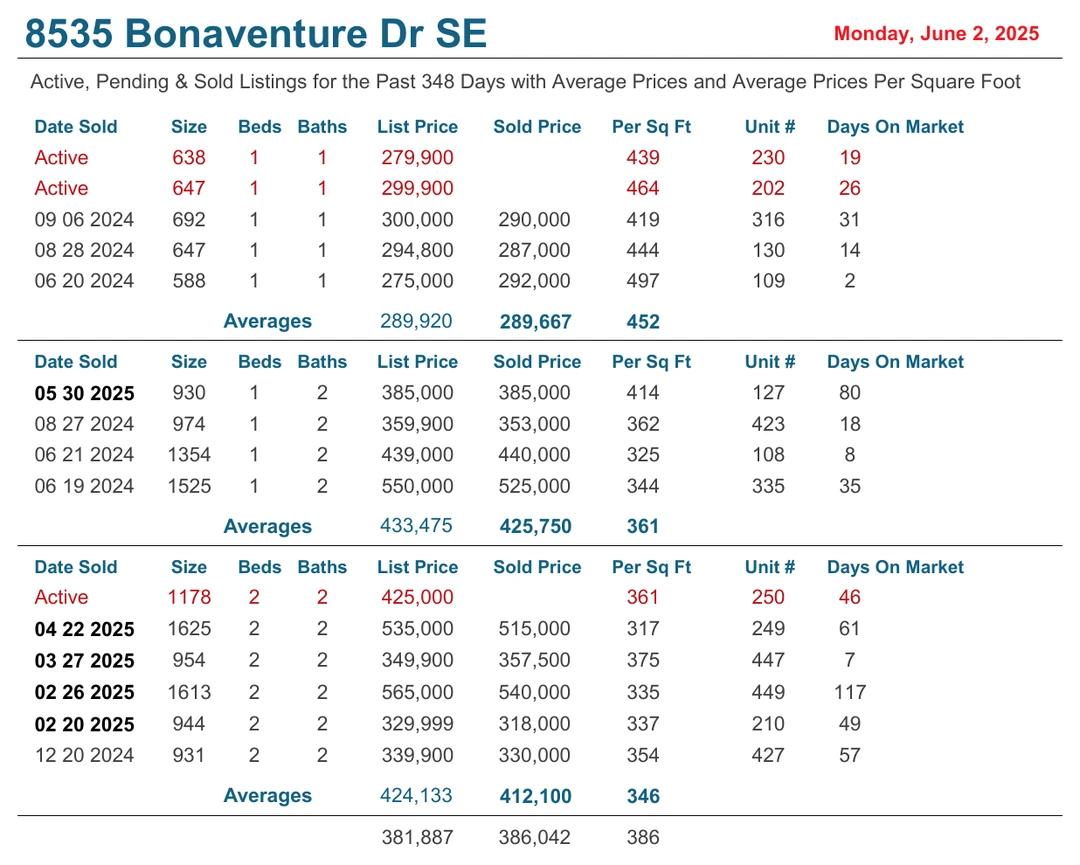 8535 Bonaventure Dr SE Monday, June 2, 2025
Active, Pending & Sold Listings for the Past 348 Days with Average Prices and Average Prices Per Square Foot
Date Sold Size Beds Baths List Price Sold Price Per Sq Ft Unit # Days On Market
Active 638 1 1 279,900 439 230 19
Active 647 1 1 299,900 464 202 26
09 06 2024 692 1 1 300,000 290,000 419 316 31
08 28 2024 647 1 1 294,800 287,000 444 130 14
06 20 2024 588 1 1 275,000 292,000 497 109 2
Averages 289,920 289,667 452
Date Sold Size Beds Baths List Price Sold Price Per Sq Ft Unit # Days On Market
05 30 2025 930 1 2 385,000 385,000 414 127 80
08 27 2024 974 1 2 359,900 353,000 362 423 18
06 21 2024 1354 1 2 439,000 440,000 325 108 8
06 19 2024 1525 1 2 550,000 525,000 344 335 35
Averages 433,475 425,750 361
Date Sold Size Beds Baths List Price Sold Price Per Sq Ft Unit # Days On Market
Active 1178 2 2 425,000 361 250 46
04 22 2025 1625 2 2 535,000 515,000 317 249 61
03 27 2025 954 2 2 349,900 357,500 375 447 7
02 26 2025 1613 2 2 565,000 540,000 335 449 117
02 20 2025 944 2 2 329,999 318,000 337 210 49
12 20 2024 931 2 2 339,900 330,000 354 427 57
Averages 424,133 412,100 346
381,887 386,042 386